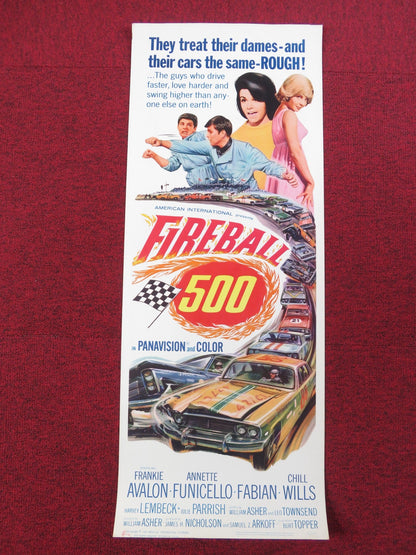 They treat their dames-and
their cars the same-ROUGH!
...The guys who drive
faster, love harder and
swing higher than any-
one else on earth!
AMERICAN INTERNATIONAL presents
FIREBALL
500
IN PANAVISION and COLOR
FRANKIE ANNETTE CHILL
AVALON · FUNICELLO · FABIAN · WILLS
HARVEY LEMBECK · JULIE PARRISH WILLIAM ASHER and LEO TOWNSEND
WILLIAM ASHER · JAMES H. NICHOLSON and SAMUEL Z. ARKOFF BURT TOPPER